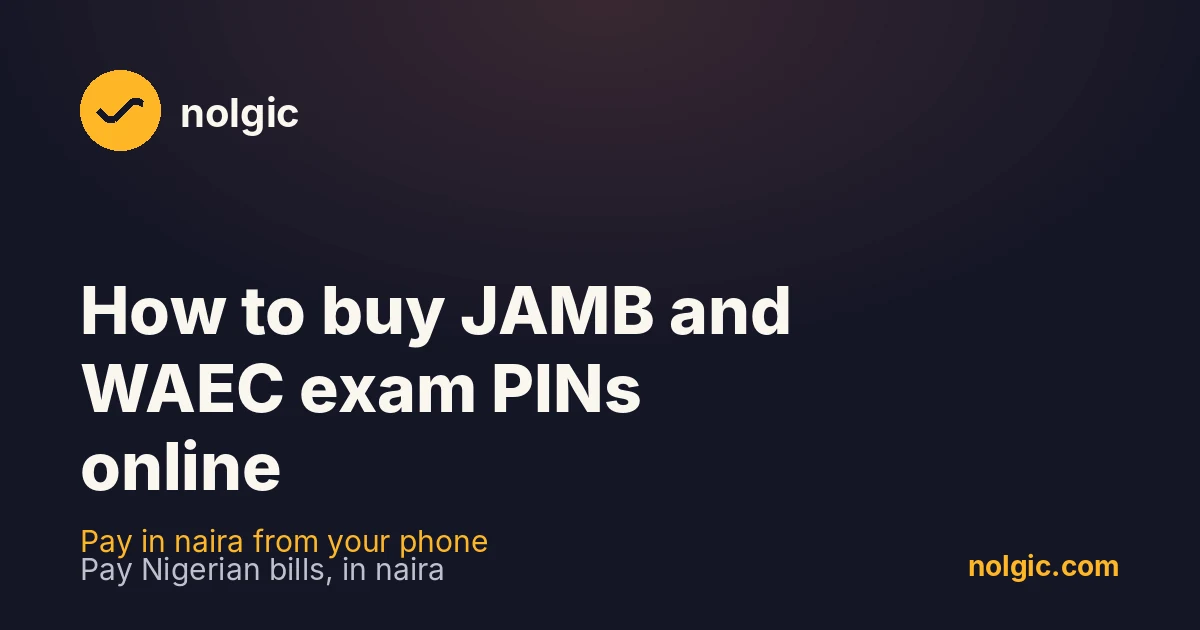 nolgic
How to buy JAMB and
WAEC exam PINs
online
Pay in naira from your phone
Pay Nigerian bills, in naira
nolgic.com